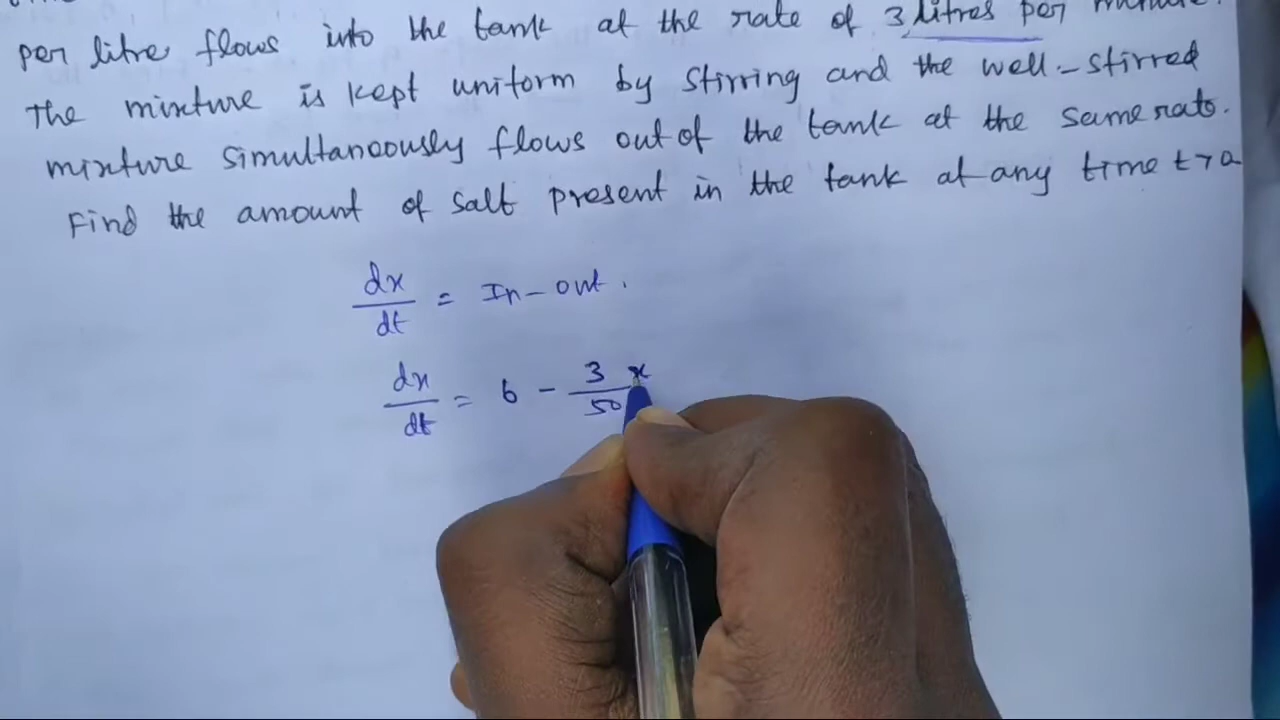 per litre flows into the tank at the rate of 3 litres per
The mixture is kept uniform by stirring and the well-stirred
mixture simultaneously flows out of the tank at the same rate.
Find the amount of salt present in the tank at any time t>0
dx/dt = In-out.
dx/dt = 6 - 3/50 x